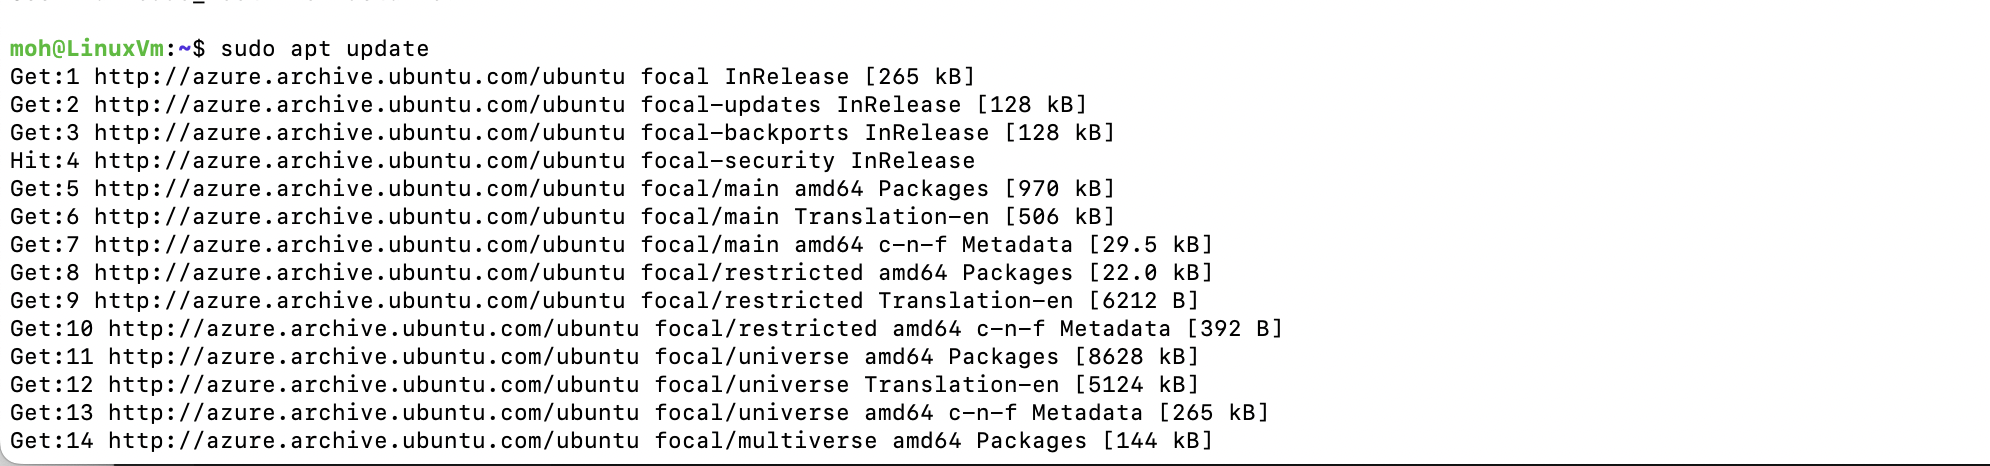 moh@LinuxVm:~$ sudo apt update
Get:1 http://azure.archive.ubuntu.com/ubuntu focal InRelease [265 kB]
Get:2 http://azure.archive.ubuntu.com/ubuntu focal-updates InRelease [128 kB]
Get:3 http://azure.archive.ubuntu.com/ubuntu focal-backports InRelease [128 kB]
Hit:4 http://azure.archive.ubuntu.com/ubuntu focal-security InRelease
Get:5 http://azure.archive.ubuntu.com/ubuntu focal/main amd64 Packages [970 kB]
Get:6 http://azure.archive.ubuntu.com/ubuntu focal/main Translation-en [506 kB]
Get:7 http://azure.archive.ubuntu.com/ubuntu focal/main amd64 c-n-f Metadata [29.5 kB]
Get:8 http://azure.archive.ubuntu.com/ubuntu focal/restricted amd64 Packages [22.0 kB]
Get:9 http://azure.archive.ubuntu.com/ubuntu focal/restricted Translation-en [6212 B]
Get:10 http://azure.archive.ubuntu.com/ubuntu focal/restricted amd64 c-n-f Metadata [392 B]
Get:11 http://azure.archive.ubuntu.com/ubuntu focal/universe amd64 Packages [8628 kB]
Get:12 http://azure.archive.ubuntu.com/ubuntu focal/universe Translation-en [5124 kB]
Get:13 http://azure.archive.ubuntu.com/ubuntu focal/universe amd64 c-n-f Metadata [265 kB]
Get:14 http://azure.archive.ubuntu.com/ubuntu focal/multiverse amd64 Packages [144 kB]